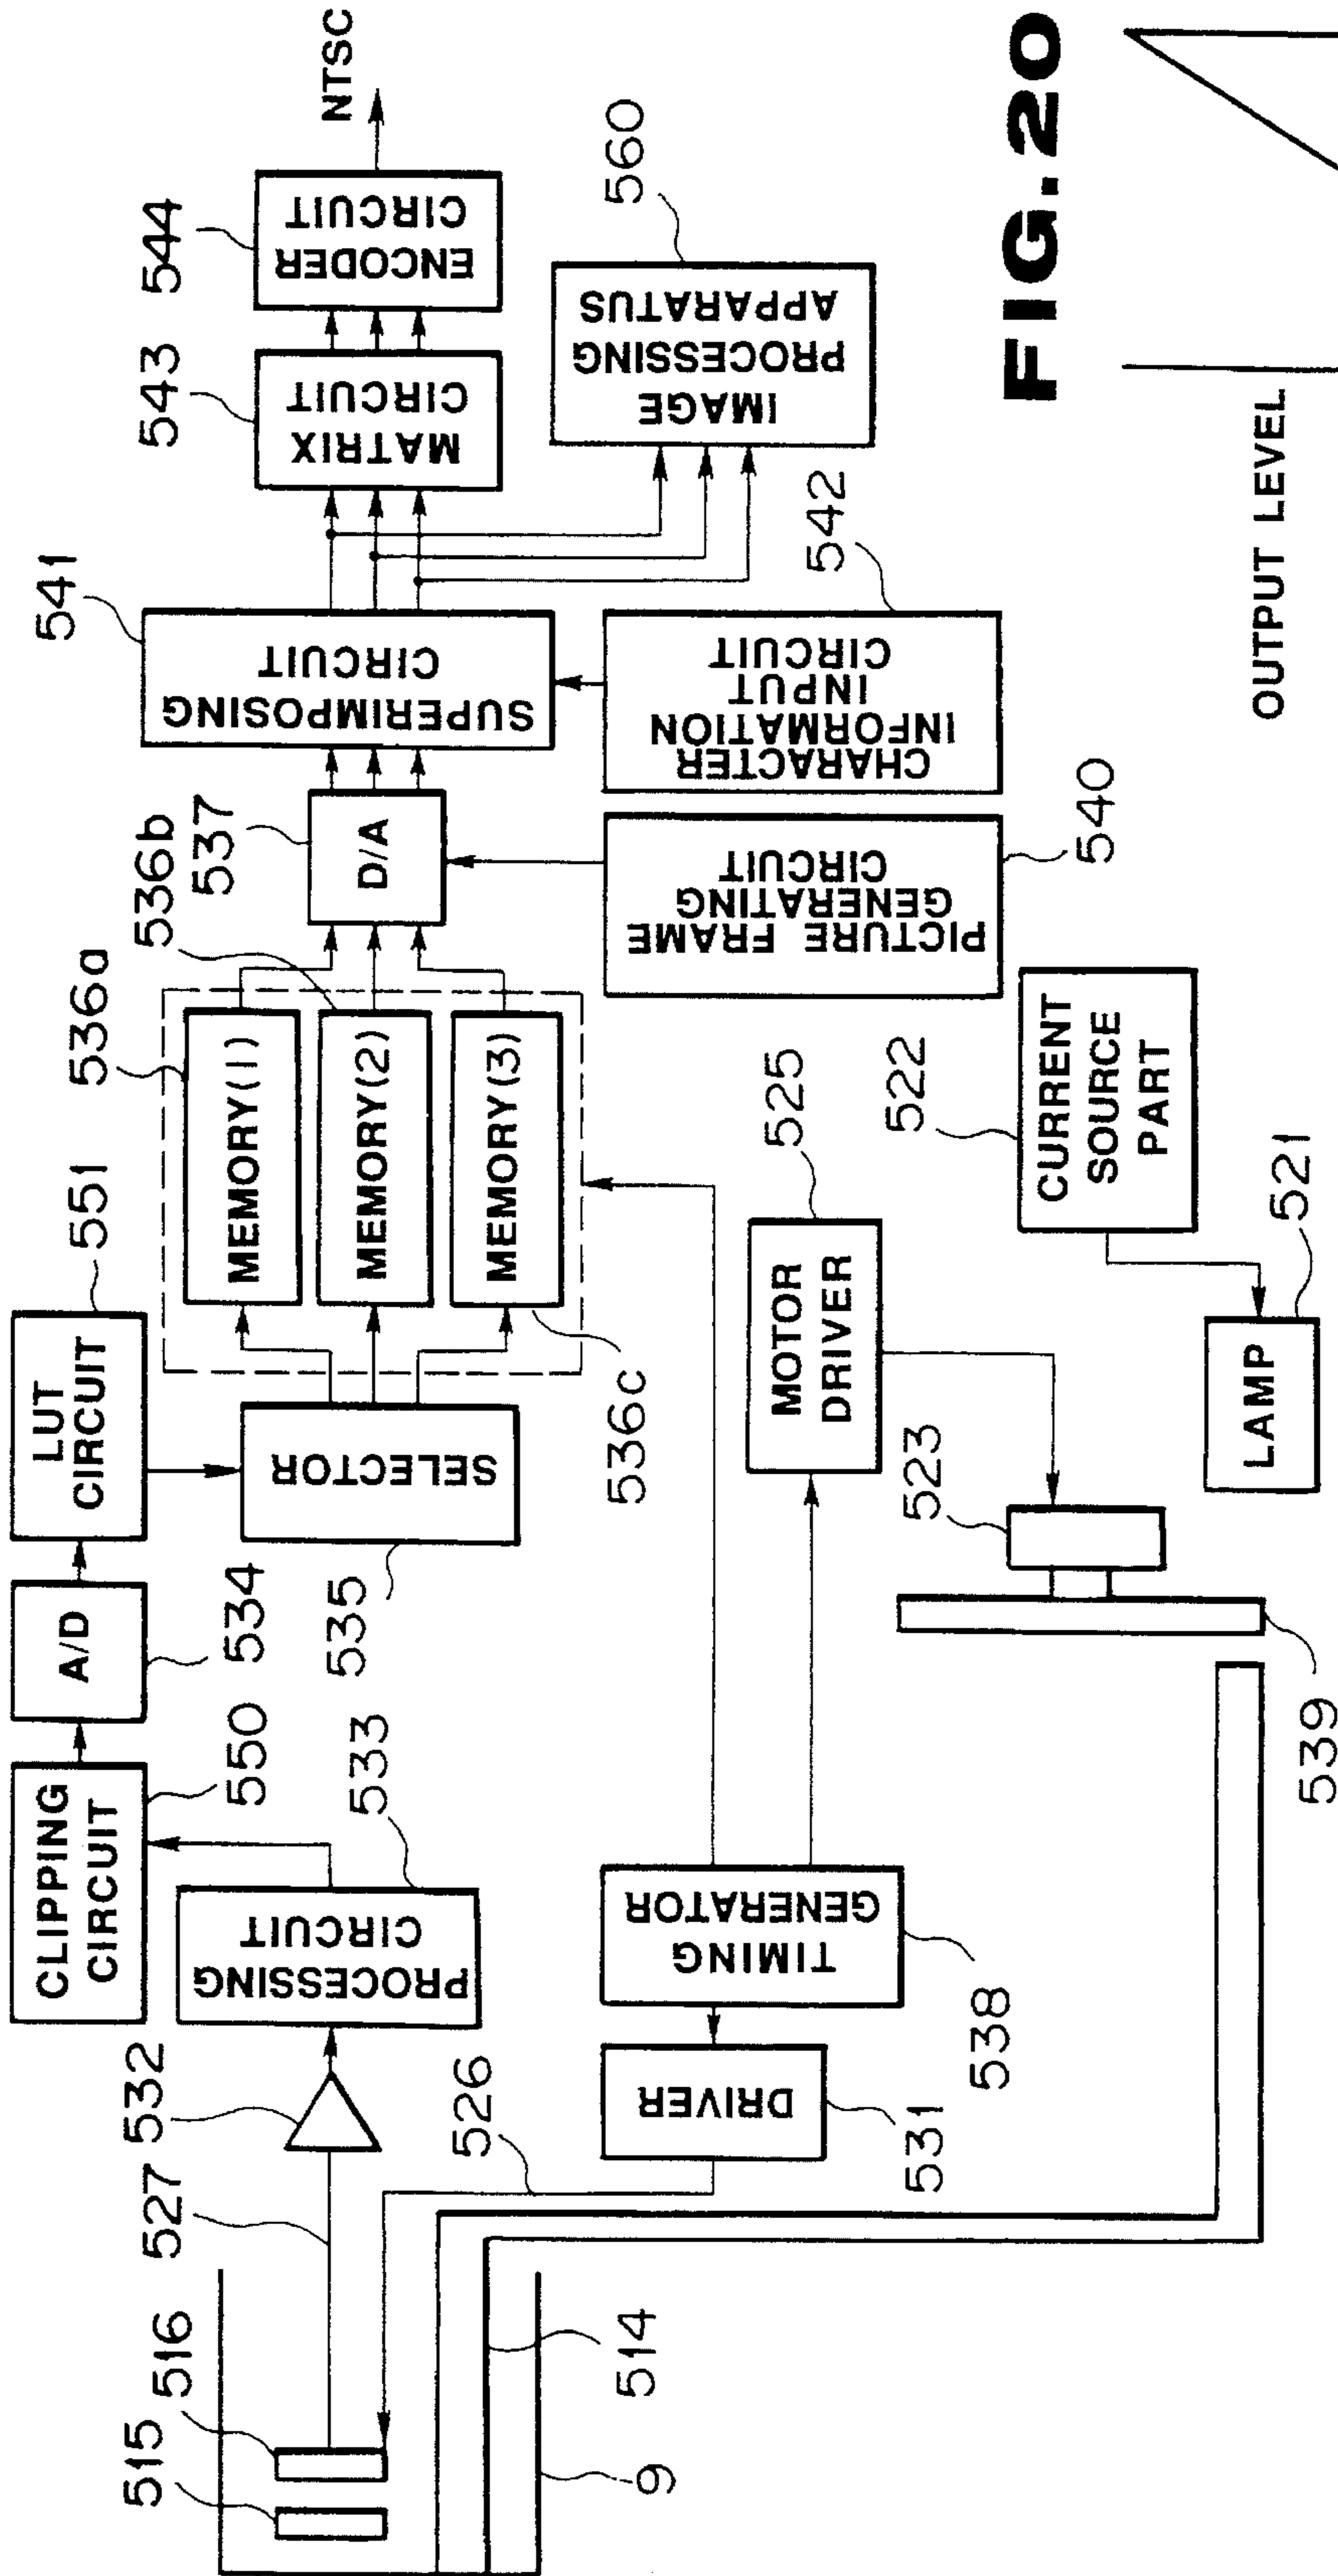 515
516
527
532
526
514
9
CLIPPING
CIRCUIT
550
PROCESSING
CIRCUIT
533
A/D
534
LUT
CIRCUIT
551
SELECTOR
535
536a
536b
536c
MEMORY(1)
MEMORY(2)
MEMORY(3)
537
D/A
541
SUPERIMPOSING
CIRCUIT
543
MATRIX
CIRCUIT
544
ENCODER
CIRCUIT
NTSC
560
IMAGE
PROCESSING
APPARATUS
542
CHARACTER
INFORMATION
INPUT
CIRCUIT
540
PICTURE FRAME
GENERATING
CIRCUIT
DRIVER
531
TIMING
GENERATOR
538
525
MOTOR
DRIVER
523
539
522
CURRENT
SOURCE
PART
521
LAMP
FIG.20
OUTPUT LEVEL